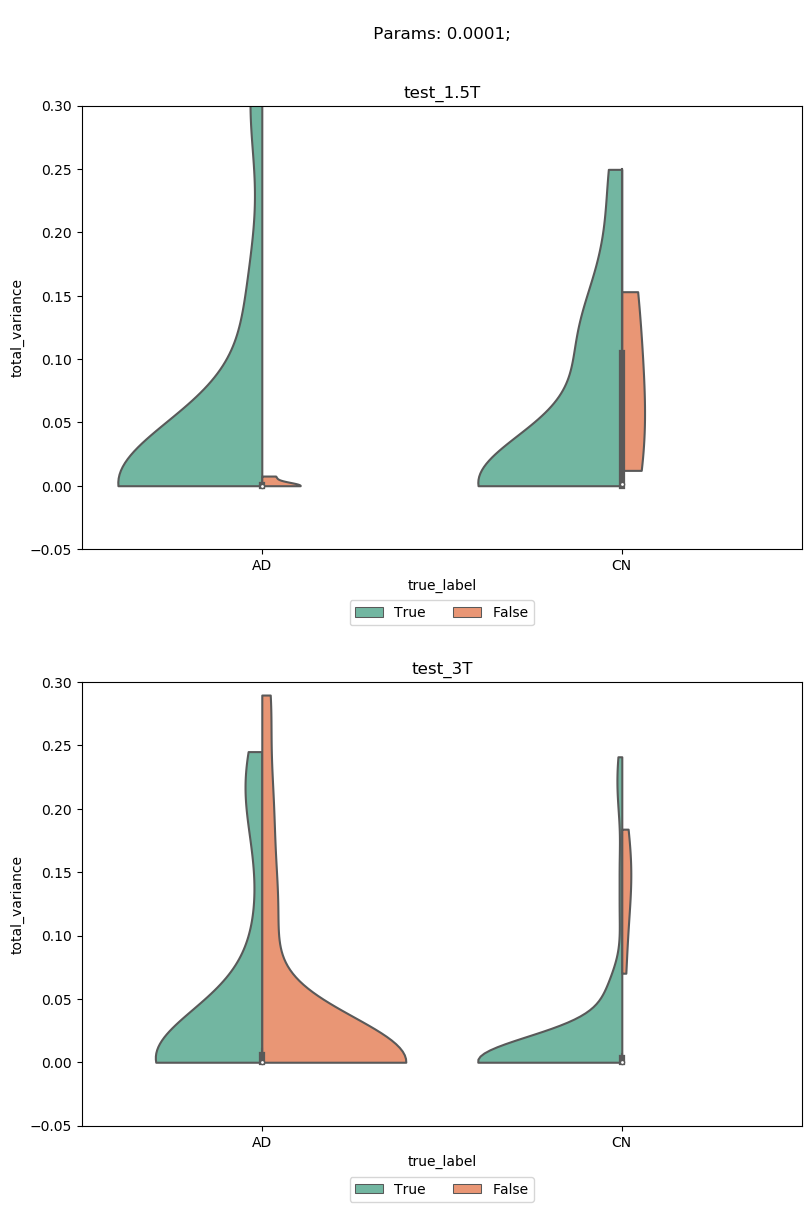 Params: 0.0001;
test_1.5T
0.30
0.25
0.20
0.15
0.10
0.05
0.00
−0.05
total_variance
AD CN
true_label
True False
test_3T
0.30
0.25
0.20
0.15
0.10
0.05
0.00
−0.05
total_variance
AD CN
true_label
True False